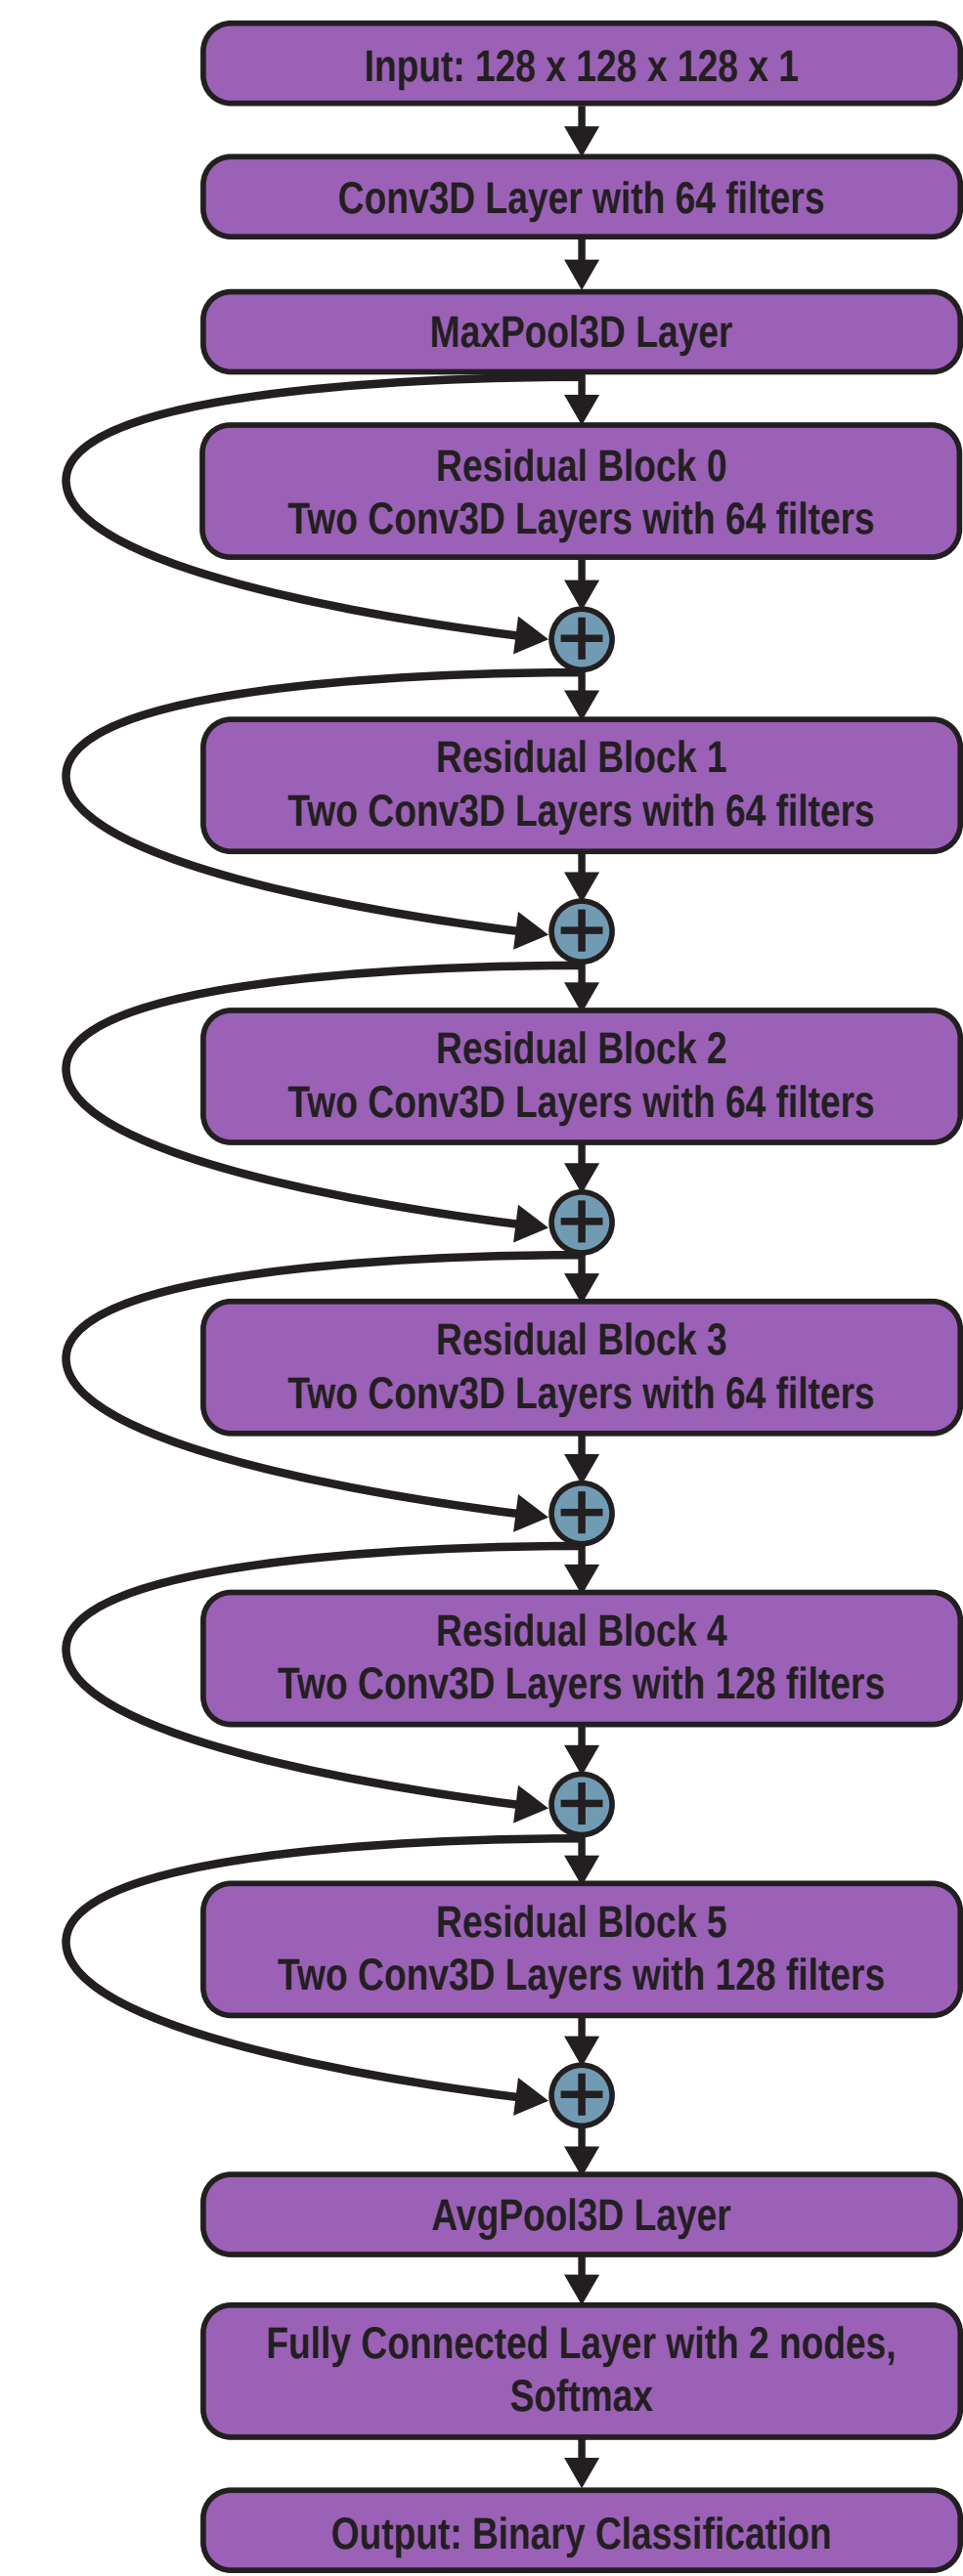 Input: 128 x 128 x 128 x 1
Conv3D Layer with 64 filters
MaxPool3D Layer
Residual Block 0
Two Conv3D Layers with 64 filters
Residual Block 1
Two Conv3D Layers with 64 filters
Residual Block 2
Two Conv3D Layers with 64 filters
Residual Block 3
Two Conv3D Layers with 64 filters
Residual Block 4
Two Conv3D Layers with 128 filters
Residual Block 5
Two Conv3D Layers with 128 filters
AvgPool3D Layer
Fully Connected Layer with 2 nodes,
Softmax
Output: Binary Classification